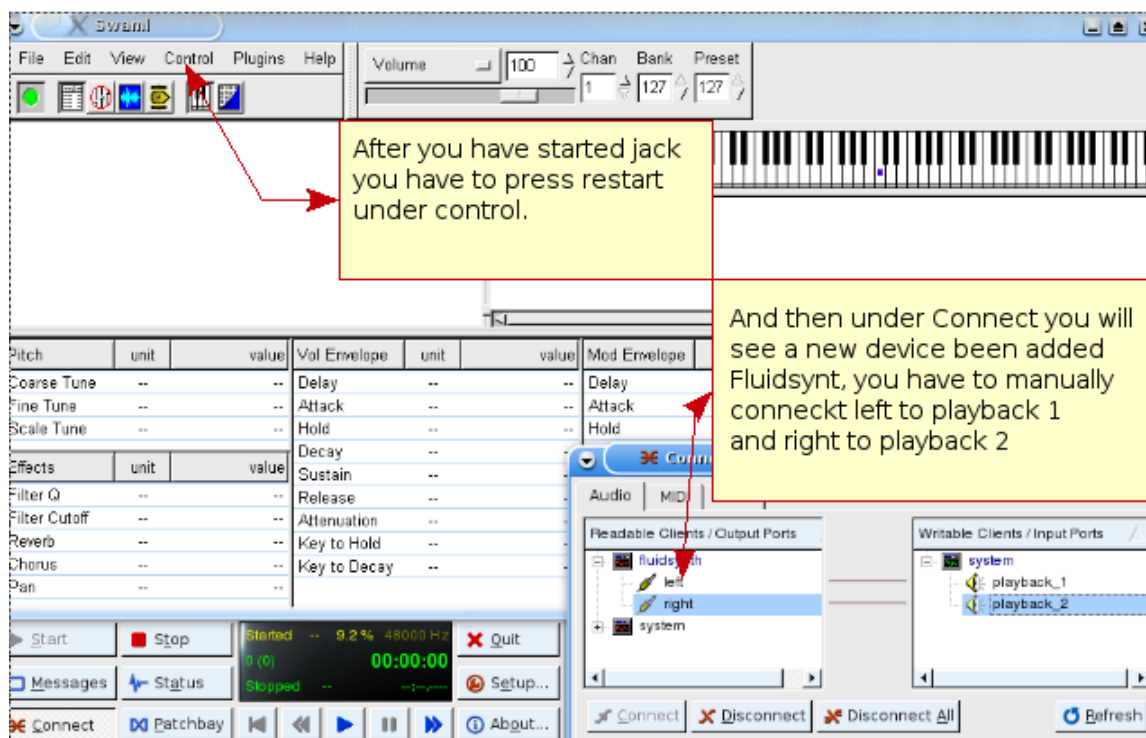 Swami
File Edit View Control Plugins Help
Volume 100 Chan Bank Preset
1 127 127
After you have started jack
you have to press restart
under control.
And then under Connect you will
see a new device been added
Fluidsynt, you have to manually
conneckt left to playback 1
and right to playback 2
Pitch unit value
Coarse Tune -- --
Fine Tune -- --
Scale Tune -- --
Effects unit value
Filter Q -- --
Filter Cutoff -- --
Reverb -- --
Chorus -- --
Pan -- --
Vol Envelope unit value
Delay -- --
Attack -- --
Hold -- --
Decay --
Sustain --
Release --
Attenuation --
Key to Hold --
Key to Decay --
Mod Envelope
Delay
Attack
Hold
Audio MIDI
Readable Clients / Output Ports
fluidsynth
left
right
system
Writable Clients / Input Ports
system
playback_1
playback_2
Connect Disconnect Disconnect All Refresh
Start Stop
Messages Status
Connect Patchbay
Started -- 9.2 % 48000 Hz
0 (0) 00:00:00
Stopped -- --:--.----
Quit
Setup...
About...